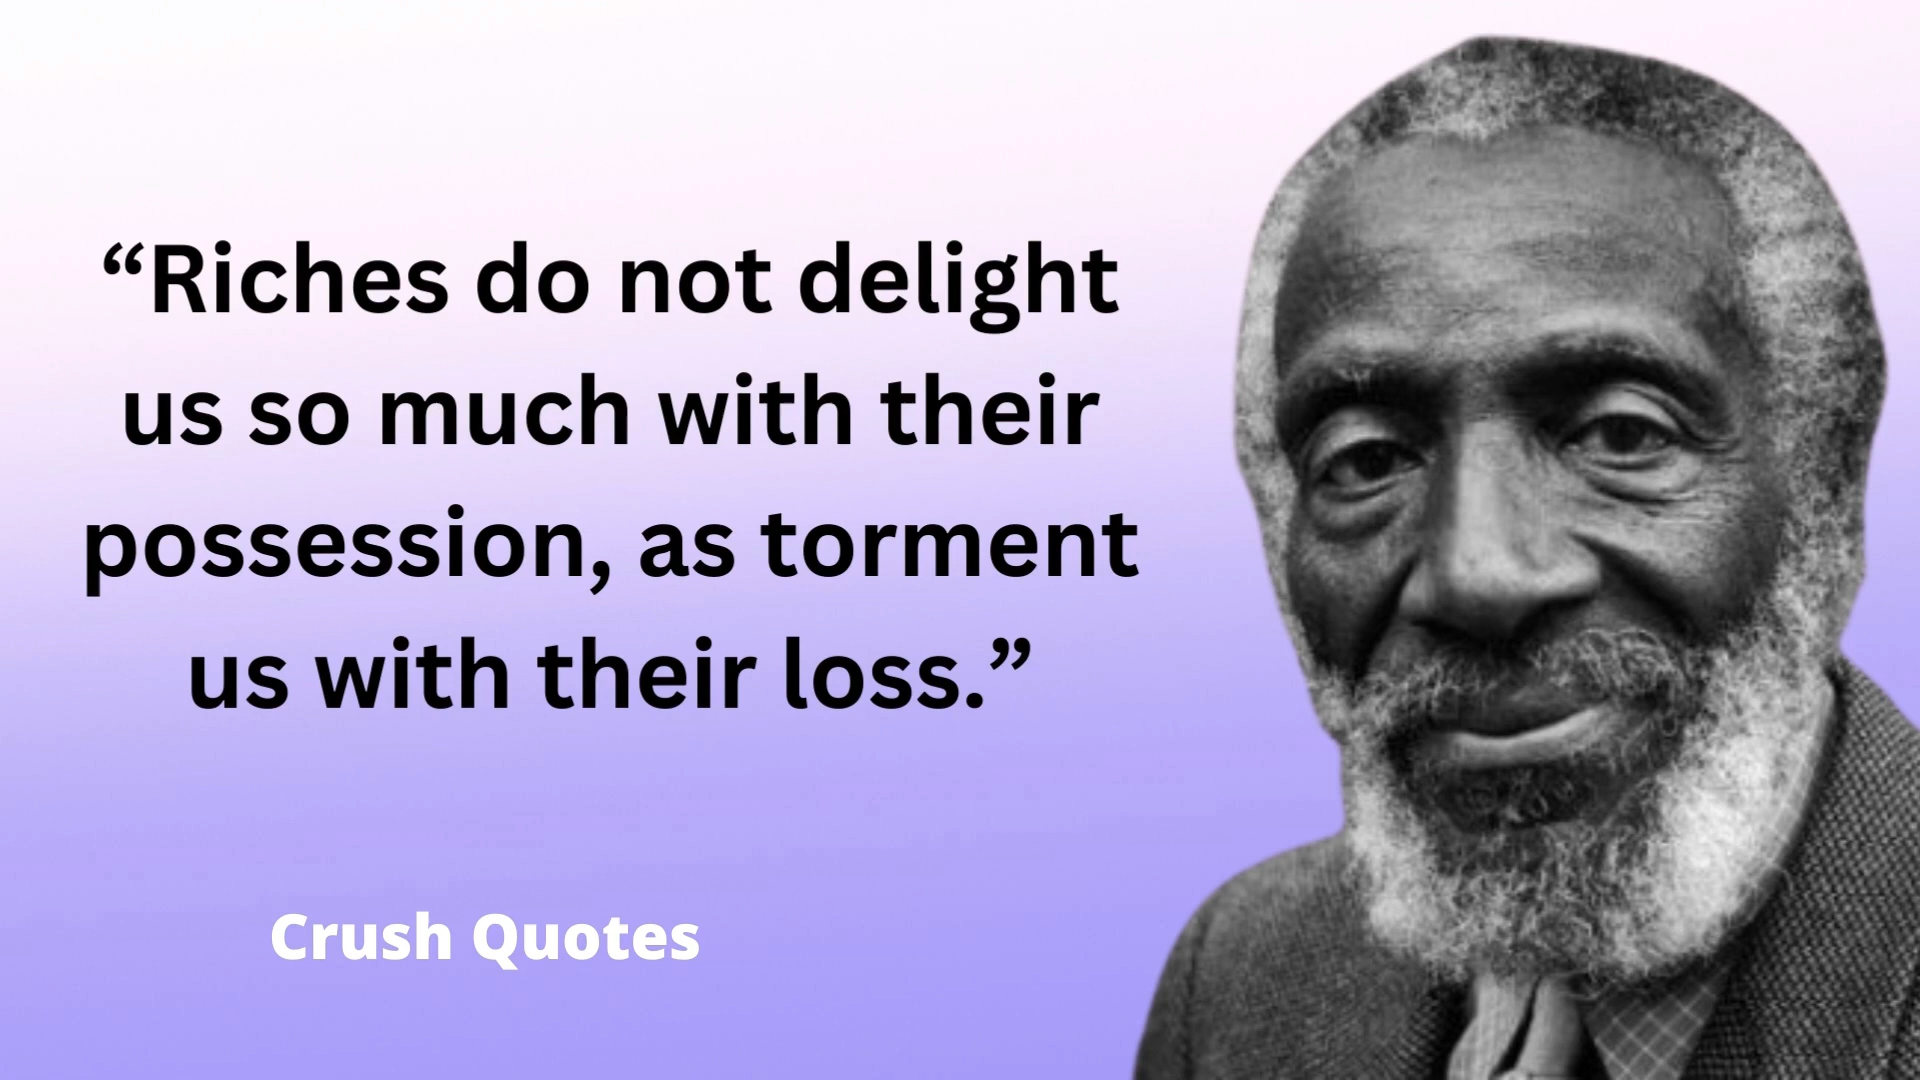 “Riches do not delight
us so much with their
possession, as torment
us with their loss.”
Crush Quotes